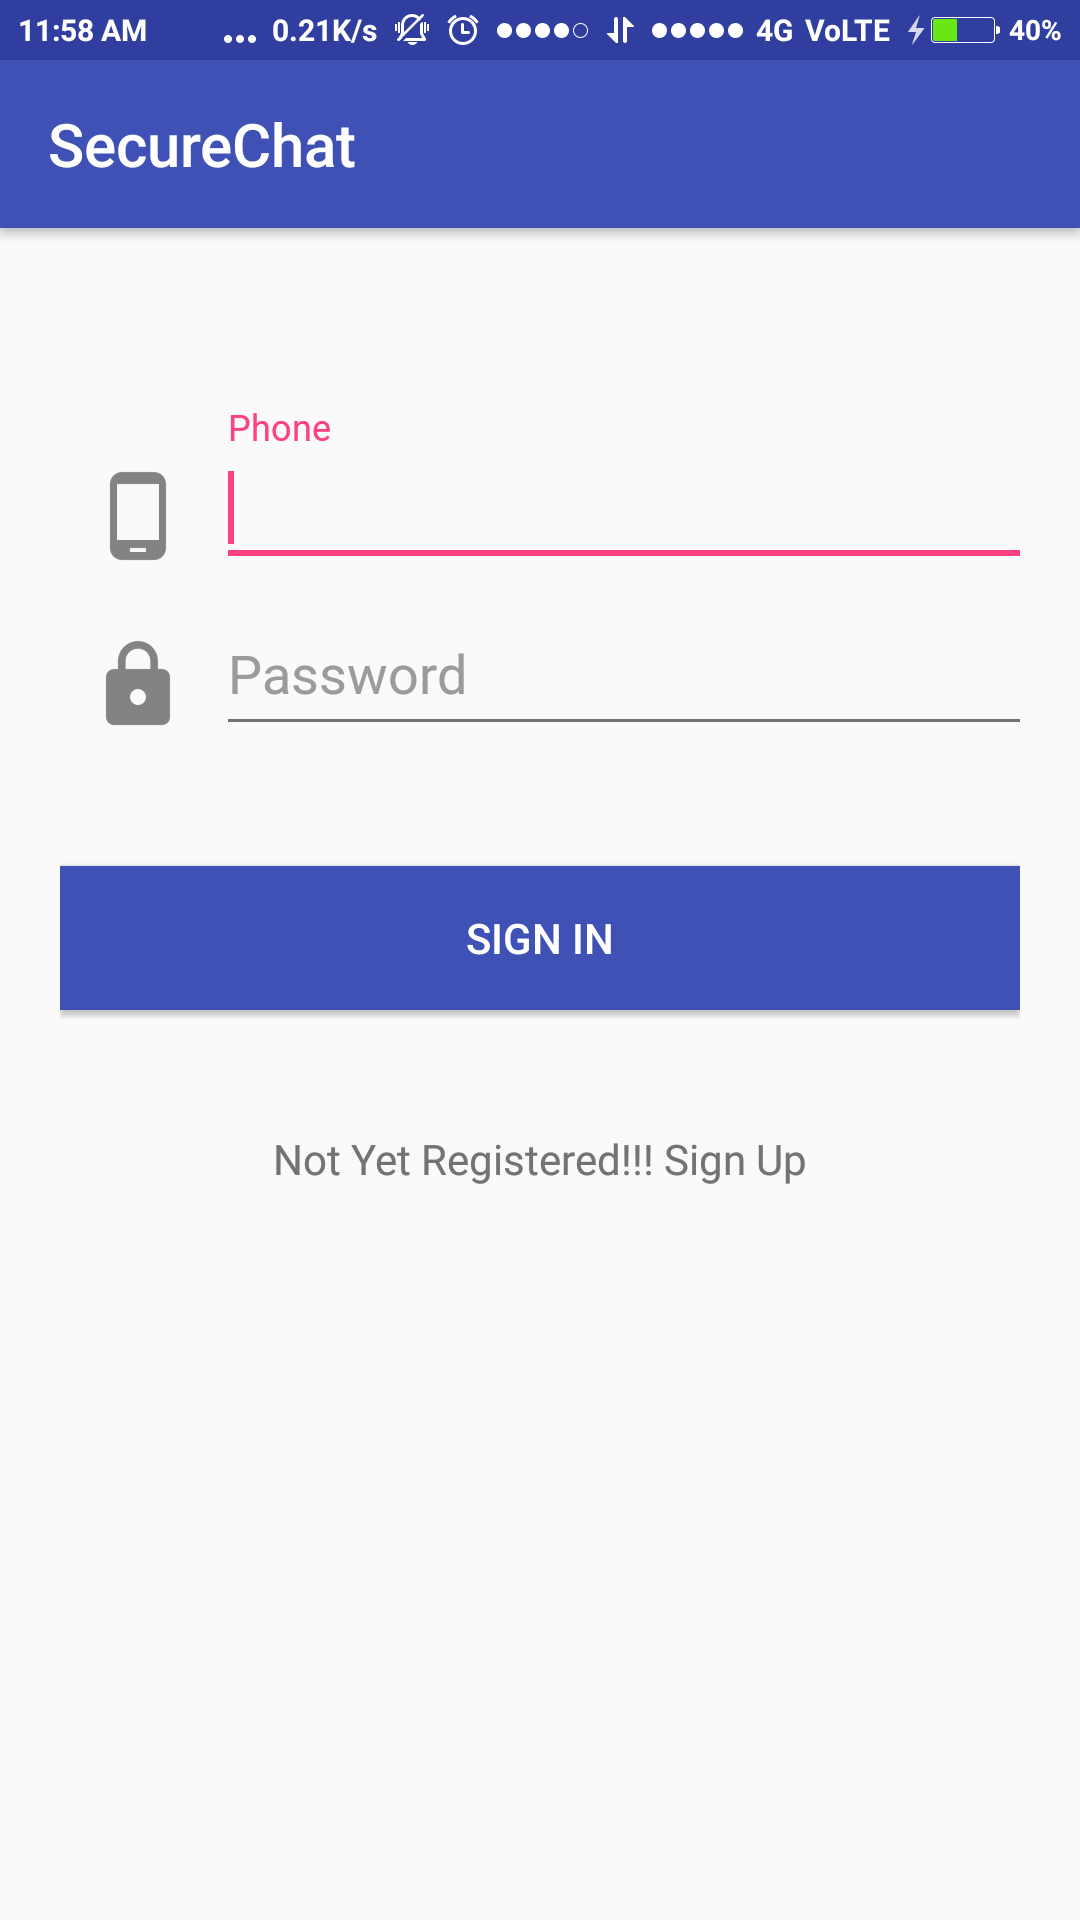 11:58 AM ... 0.21K/s 4G VoLTE 40%
SecureChat
Phone
Password
SIGN IN
Not Yet Registered!!! Sign Up